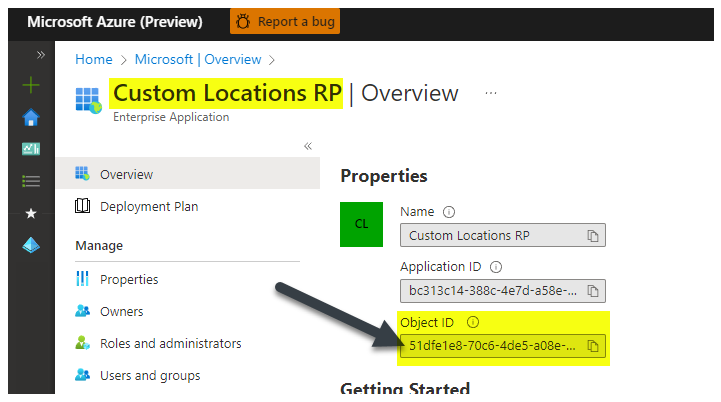 Microsoft Azure (Preview)
Report a bug
Home
Microsoft | Overview
Custom Locations RP | Overview
Enterprise Application
Overview
Deployment Plan
Manage
Properties
Owners
Roles and administrators
Users and groups
Properties
CL
Name
Custom Locations RP
Application ID
bc313c14-388c-4e7d-a58e-...
Object ID
51dfe1e8-70c6-4de5-a08e-...
Getting Started